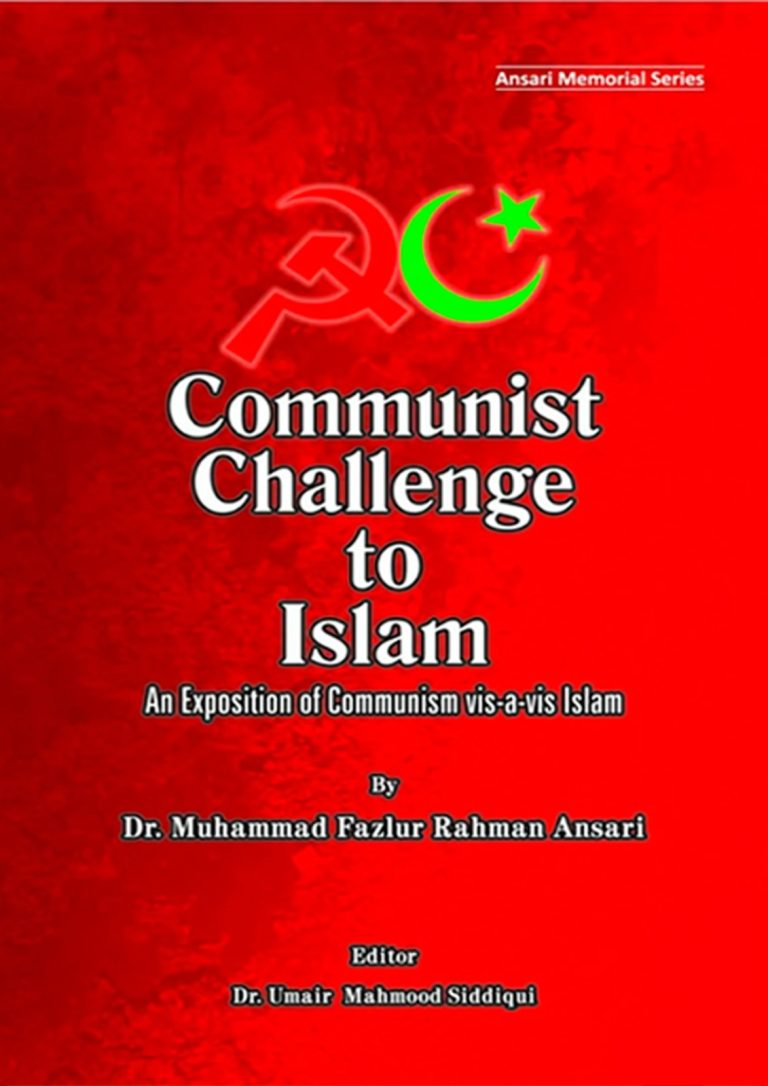 Ansari Memorial Series
Communist
Challenge
to
Islam
An Exposition of Communism vis-a-vis Islam
By
Dr. Muhammad Fazlur Rahman Ansari
Editor
Dr. Umair Mahmood Siddiqui